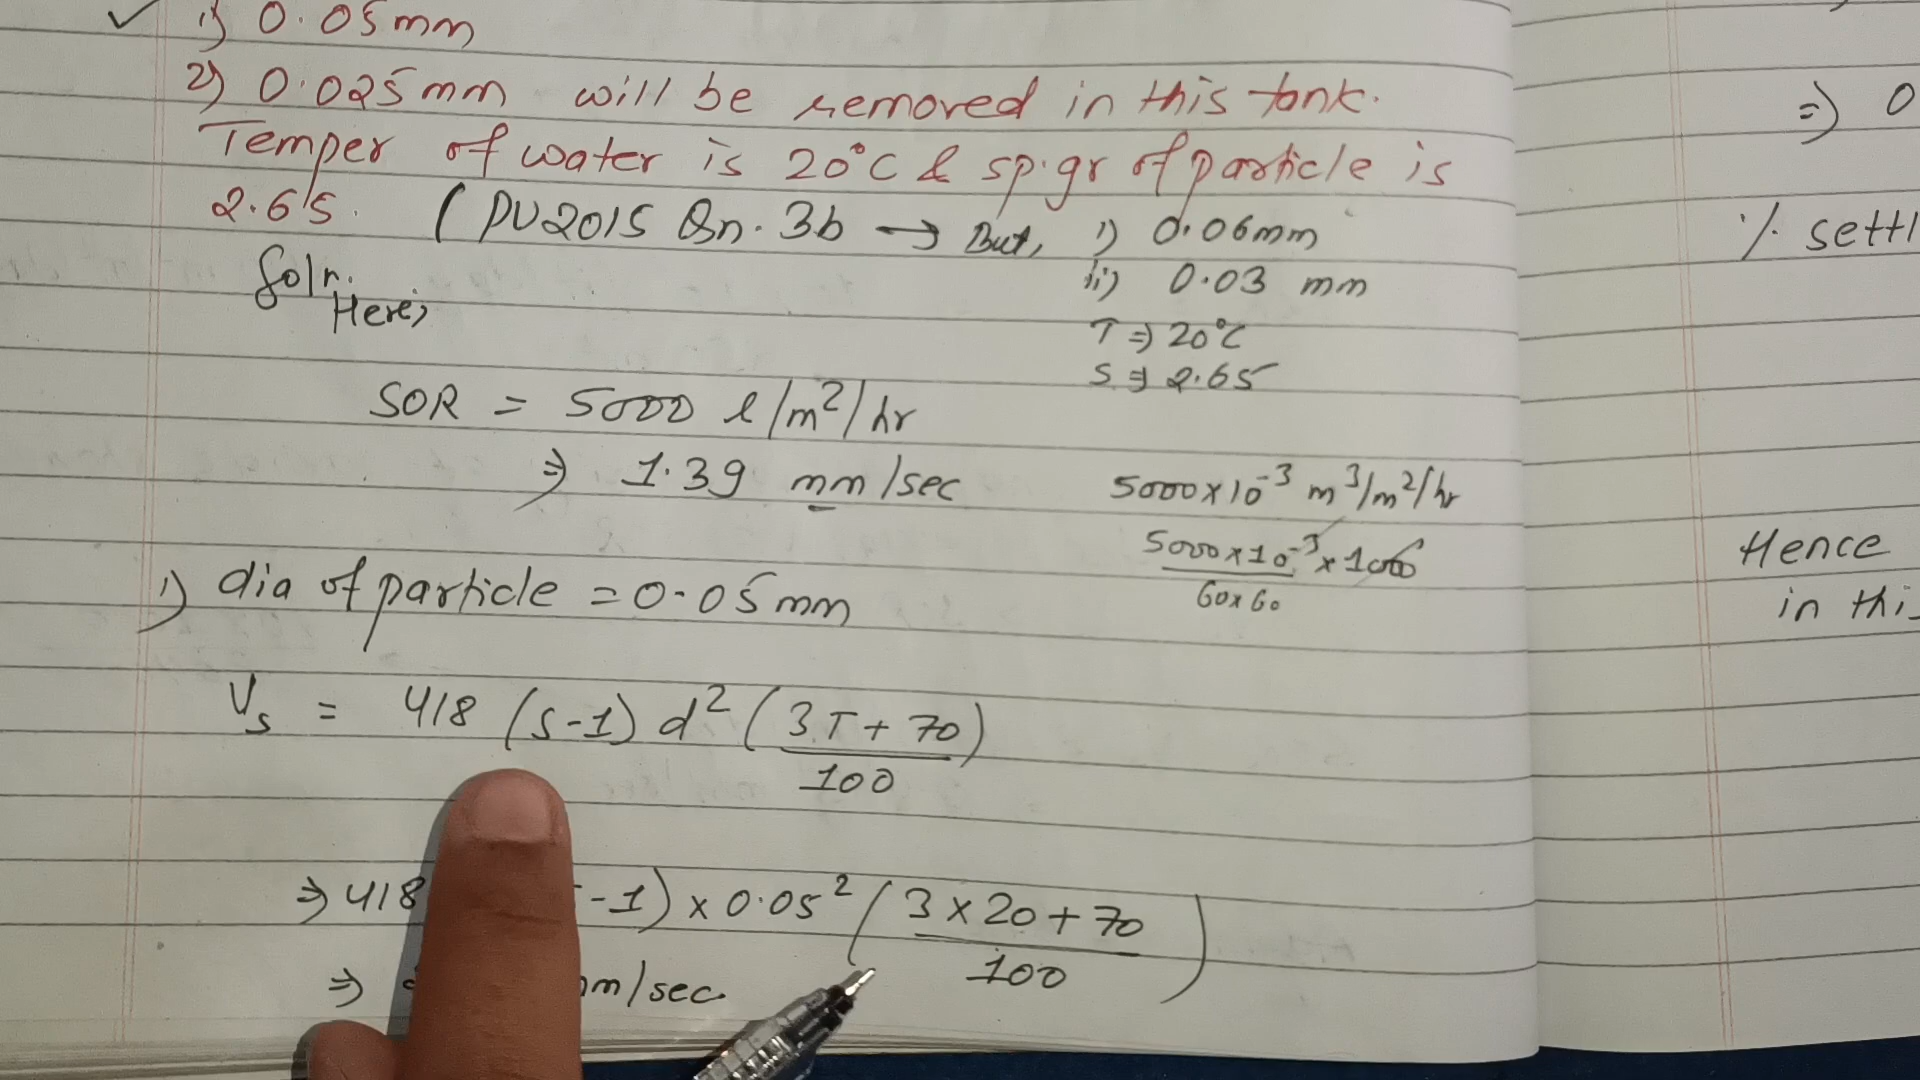 ✓ 1) 0.05mm
2) 0.025mm will be removed in this tank.
Temper of water is 20°C & sp.gr of particle is
2.65. (PU2015 Qn. 3b → But, 1) 0.06mm
ii) 0.03 mm
T ⇒ 20°C
S ⇒ 2.65
Soln.
Here,
SOR = 5000 l/m²/hr
⇒ 1.39 mm/sec
5000×10⁻³ m³/m²/hr
5000×10⁻³×1000
60×60
1) dia of particle = 0.05mm
Vs = 418 (s-1) d² (3T + 70)
100
⇒ 418 -1) × 0.05² (3 × 20 + 70)
100
⇒ m/sec.
⇒ 0
% settl
Hence
in thi